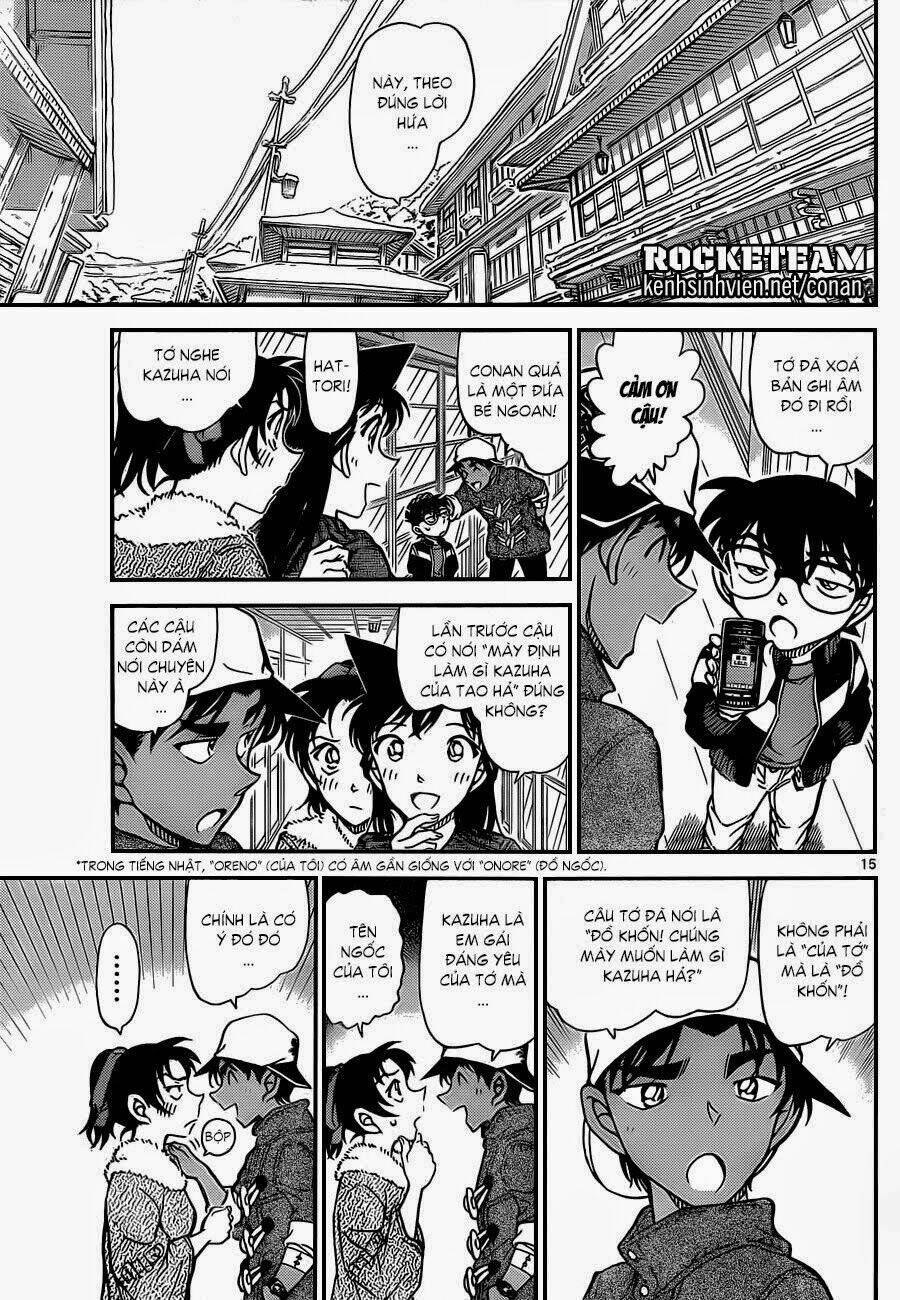 NÀY, THEO
ĐÚNG LỜI
HỨA
...
ROCKETEAM
kenhsinhvien.net/conan
TỚ ĐÃ XOÁ
BẢN GHI ÂM
ĐÓ ĐI RỒI
...
CẢM ƠN
CẬU!
CONAN QUẢ
LÀ MỘT ĐỨA
BÉ NGOAN!
HAT-
TORI!
TỚ NGHE
KAZUHA NÓI
...
LẦN TRƯỚC CẬU
CÓ NÓI "MÀY ĐỊNH
LÀM GÌ KAZUHA
CỦA TAO HẢ" ĐÚNG
KHÔNG?
CÁC CẬU
CÒN DÁM
NÓI CHUYỆN
NÀY À
...
*TRONG TIẾNG NHẬT, "ORENO" (CỦA TÔI) CÓ ÂM GẦN GIỐNG VỚI "ONORE" (ĐỒ NGỐC).
15
KHÔNG PHẢI
LÀ "CỦA TỚ"
MÀ LÀ "ĐỒ
KHỐN"!
CÂU TỚ ĐÃ NÓI LÀ
"ĐỒ KHỐN! CHÚNG
MÀY MUỐN LÀM GÌ
KAZUHA HẢ?"
KAZUHA LÀ
EM GÁI
ĐÁNG YÊU
CỦA TỚ MÀ
...
TÊN
NGỐC
CỦA TÔI
...
CHÍNH LÀ CÓ
Ý ĐÓ ĐÓ
...
.....
BỘP